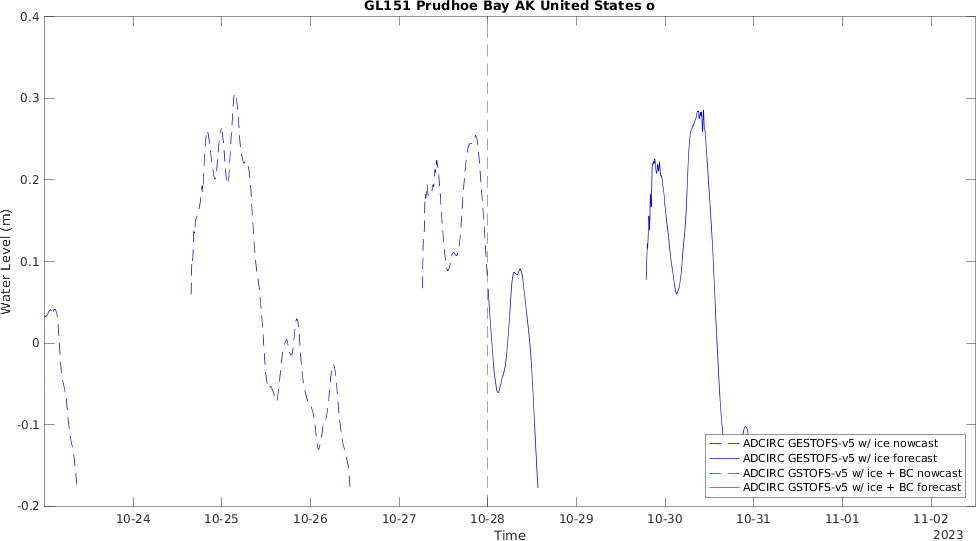 GL151 Prudhoe Bay AK United States o
0.4
0.3
0.2
0.1
0
-0.1
-0.2
Water Level (m)
10-24 10-25 10-26 10-27 10-28 10-29 10-30 10-31 11-01 11-02
Time
2023
ADCIRC GESTOFS-v5 w/ ice nowcast
ADCIRC GESTOFS-v5 w/ ice forecast
ADCIRC GSTOFS-v5 w/ ice + BC nowcast
ADCIRC GSTOFS-v5 w/ ice + BC forecast